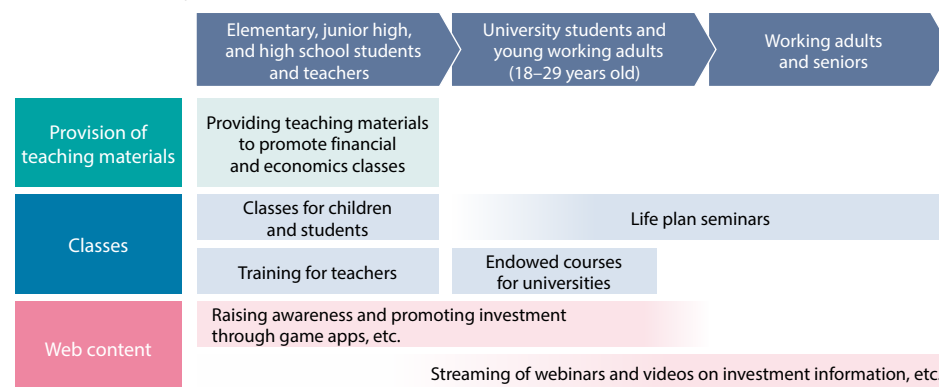 Elementary, junior high,
and high school students
and teachers
University students and
young working adults
(18–29 years old)
Working adults
and seniors
Provision of
teaching materials
Providing teaching materials
to promote financial
and economics classes
Classes
Classes for children
and students
Life plan seminars
Training for teachers
Endowed courses
for universities
Web content
Raising awareness and promoting investment
through game apps, etc.
Streaming of webinars and videos on investment information, etc.